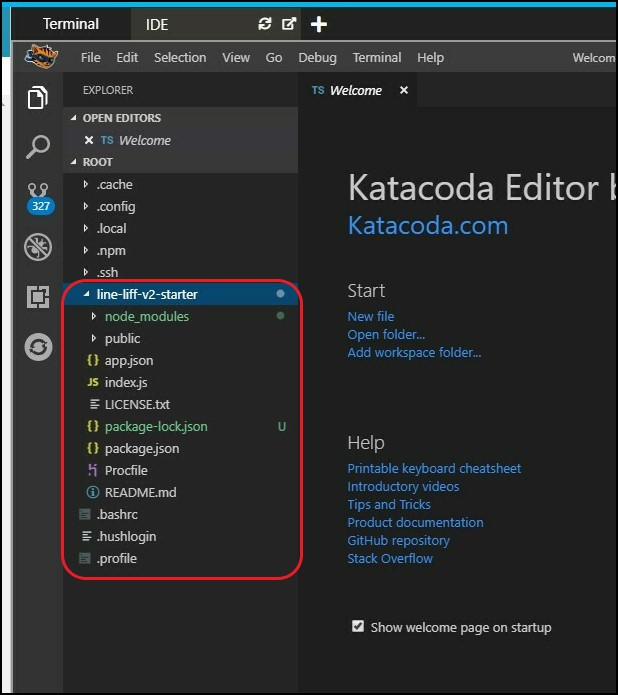 Terminal IDE
File Edit Selection View Go Debug Terminal Help Welcom
EXPLORER
OPEN EDITORS
TS Welcome
ROOT
.cache
.config
.local
.npm
.ssh
line-liff-v2-starter
node_modules
public
{} app.json
JS index.js
LICENSE.txt
{} package-lock.json U
{} package.json
Procfile
README.md
.bashrc
.hushlogin
.profile
327
TS Welcome
Katacoda Editor b
Katacoda.com
Start
New file
Open folder...
Add workspace folder...
Help
Printable keyboard cheatsheet
Introductory videos
Tips and Tricks
Product documentation
GitHub repository
Stack Overflow
Show welcome page on startup